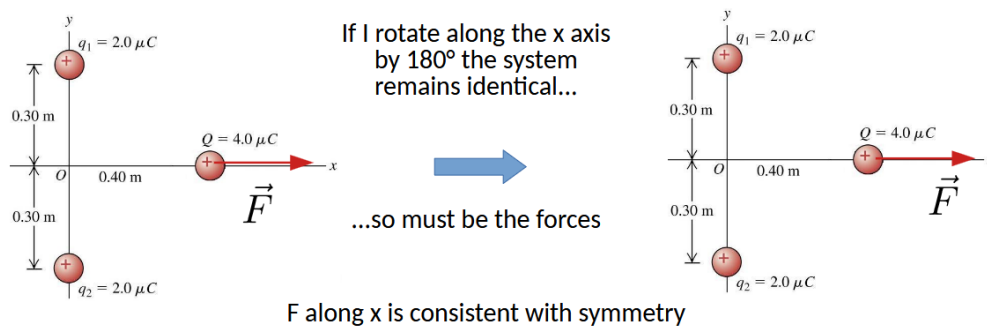 y
q₁ = 2.0 μC
0.30 m
Q = 4.0 μC
x
O
0.40 m
F⃗
0.30 m
q₂ = 2.0 μC
If I rotate along the x axis
by 180° the system
remains identical...
...so must be the forces
y
q₁ = 2.0 μC
0.30 m
Q = 4.0 μC
O
0.40 m
F⃗
0.30 m
q₂ = 2.0 μC
F along x is consistent with symmetry